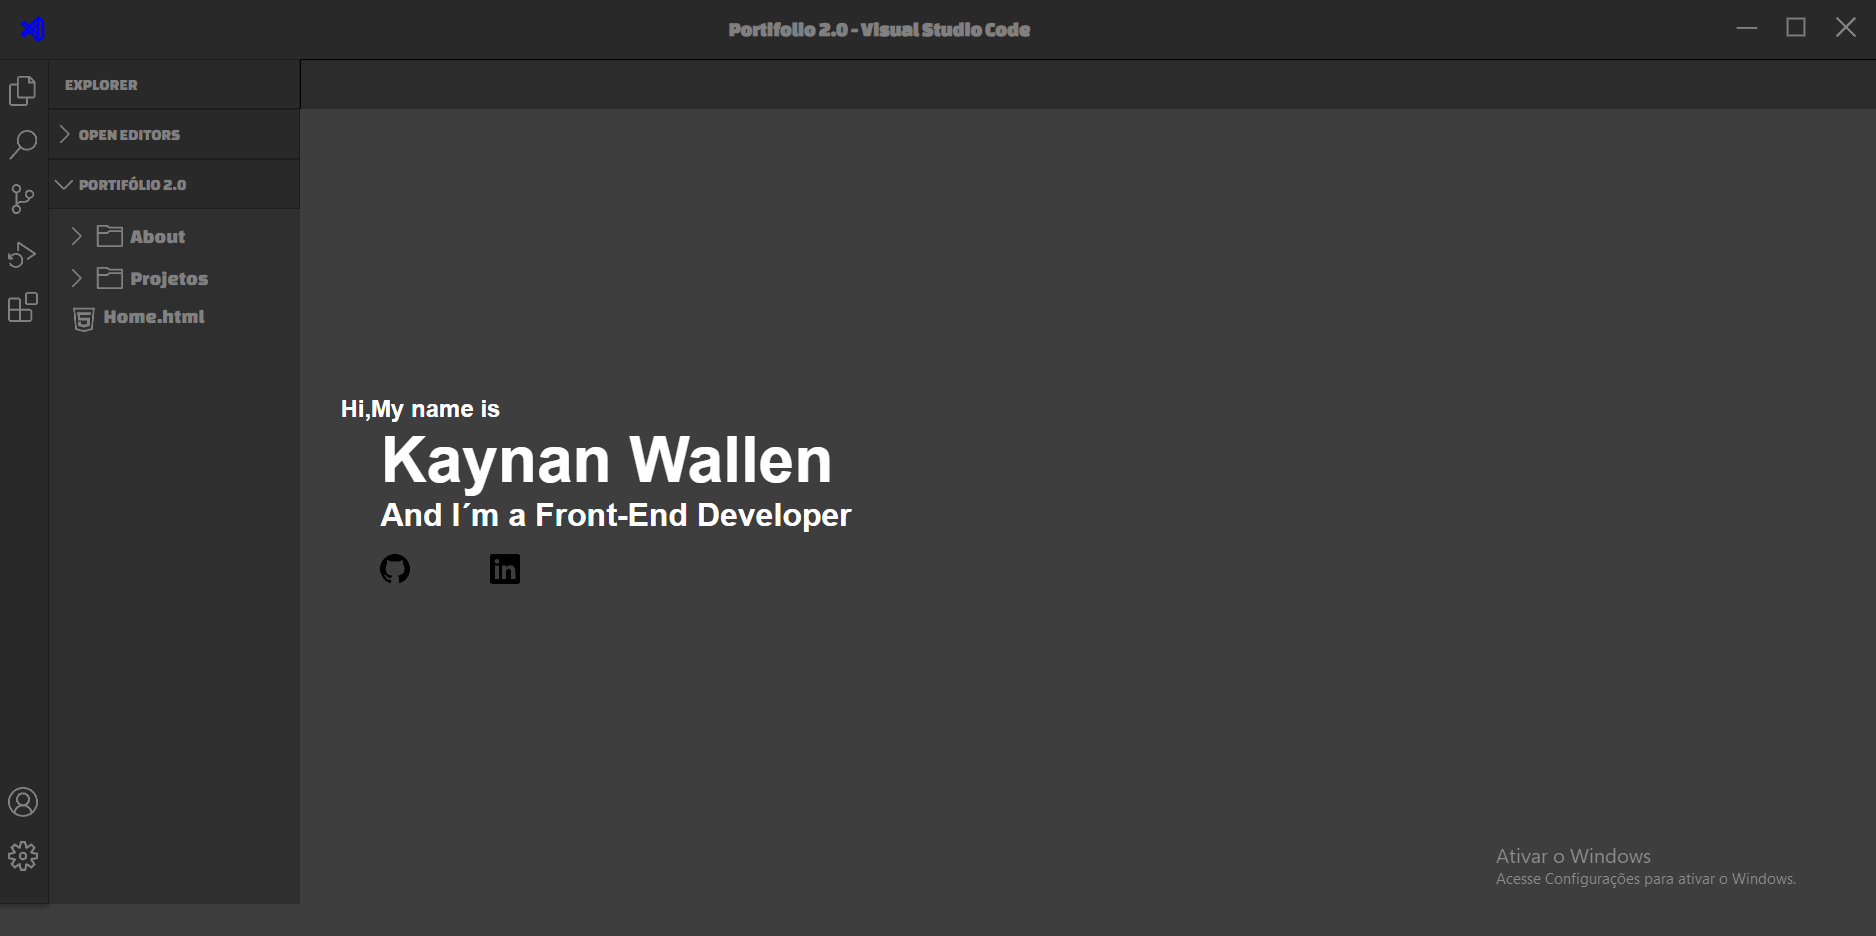 Portifolio 2.0 - Visual Studio Code
EXPLORER
OPEN EDITORS
PORTIFÓLIO 2.0
About
Projetos
Home.html
Hi,My name is
Kaynan Wallen
And I´m a Front-End Developer
in
Ativar o Windows
Acesse Configurações para ativar o Windows.